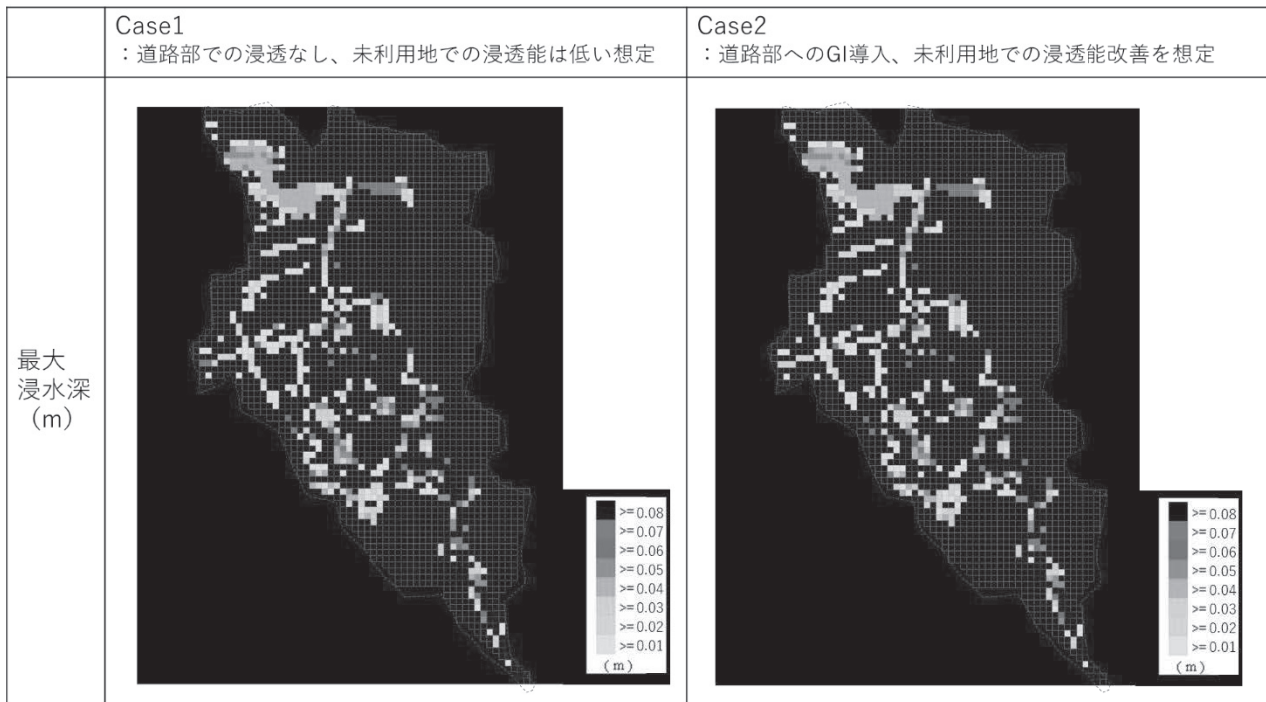 Case1
：道路部での浸透なし、未利用地での浸透能は低い想定
Case2
：道路部へのGI導入、未利用地での浸透能改善を想定
最大
浸水深
（m）
>=0.08
>=0.07
>=0.06
>=0.05
>=0.04
>=0.03
>=0.02
>=0.01
(m)
>=0.08
>=0.07
>=0.06
>=0.05
>=0.04
>=0.03
>=0.02
>=0.01
(m)